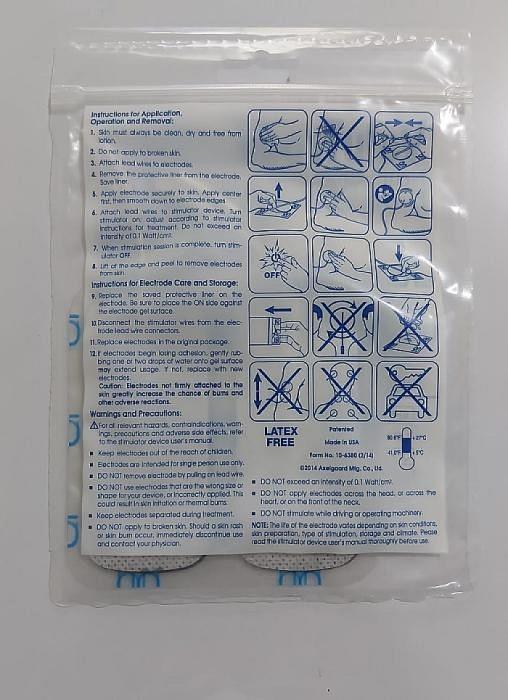 Instructions for Application,
Operation and Removal:
1. Skin must always be clean, dry and free from
lotion.
2. Do not apply to broken skin.
3. Attach lead wires to electrodes.
4. Remove the protective liner from the electrode.
Save liner.
5. Apply electrode securely to skin. Apply center
first, then smooth down to electrode edges.
6. Attach lead wires to stimulator device. Turn
stimulator on, adjust according to stimulator
instructions for treatment. Do not exceed an
intensity of 0.1 Watt/cm².
7. When stimulation session is complete, turn stim-
ulator OFF.
8. Lift at the edge and peel to remove electrodes
from skin.
Instructions for Electrode Care and Storage:
9. Replace the saved protective liner on the
electrode. Be sure to place the ON side against
the electrode gel surface.
10. Disconnect the stimulator wires from the elec-
trode lead wire connectors.
11. Replace electrodes in the original package.
12. If electrodes begin losing adhesion, gently rub-
bing one or two drops of water onto gel surface
may extend usage. If not, replace with new
electrodes.
Caution: Electrodes not firmly attached to the
skin greatly increase the chance of burns and
other adverse reactions.
Warnings and Precautions:
For all relevant hazards, contraindications, warn-
ings, precautions and adverse side effects, refer
to the stimulator device user's manual.
▪ Keep electrodes out of the reach of children.
▪ Electrodes are intended for single person use only.
▪ DO NOT remove electrode by pulling on lead wire.
▪ DO NOT use electrodes that are the wrong size or
shape for your device, or incorrectly applied. This
could result in skin irritation or thermal burns.
▪ Keep electrodes separated during treatment.
▪ DO NOT apply to broken skin. Should a skin rash
or skin burn occur, immediately discontinue use
and contact your physician.
OFF
LATEX
FREE
Patented
Made in USA
Form No. 10-6380 (2/14)
©2014 Axelgaard Mfg. Co., Ltd.
80.6°F +27°C
41.0°F +5°C
▪ DO NOT exceed an intensity of 0.1 Watt/cm².
▪ DO NOT apply electrodes across the head, or across the
heart, or on the front of the neck.
▪ DO NOT stimulate while driving or operating machinery.
NOTE: The life of the electrode varies depending on skin conditions,
skin preparation, type of stimulation, storage and climate. Please
read the stimulator device user's manual thoroughly before use.